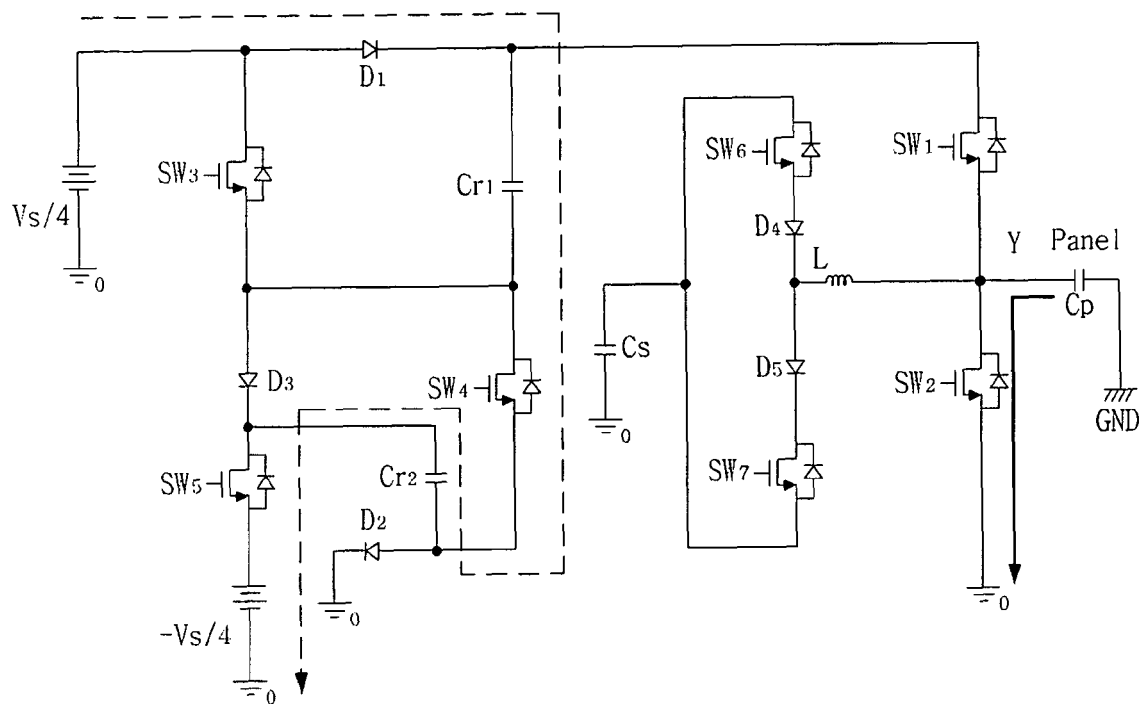 D1
SW3
Cr1
SW6
SW1
Vs/4
0
D4
L
Y
Panel
Cp
Cs
0
D3
SW4
D5
SW2
GND
SW5
Cr2
SW7
D2
0
0
-Vs/4
0